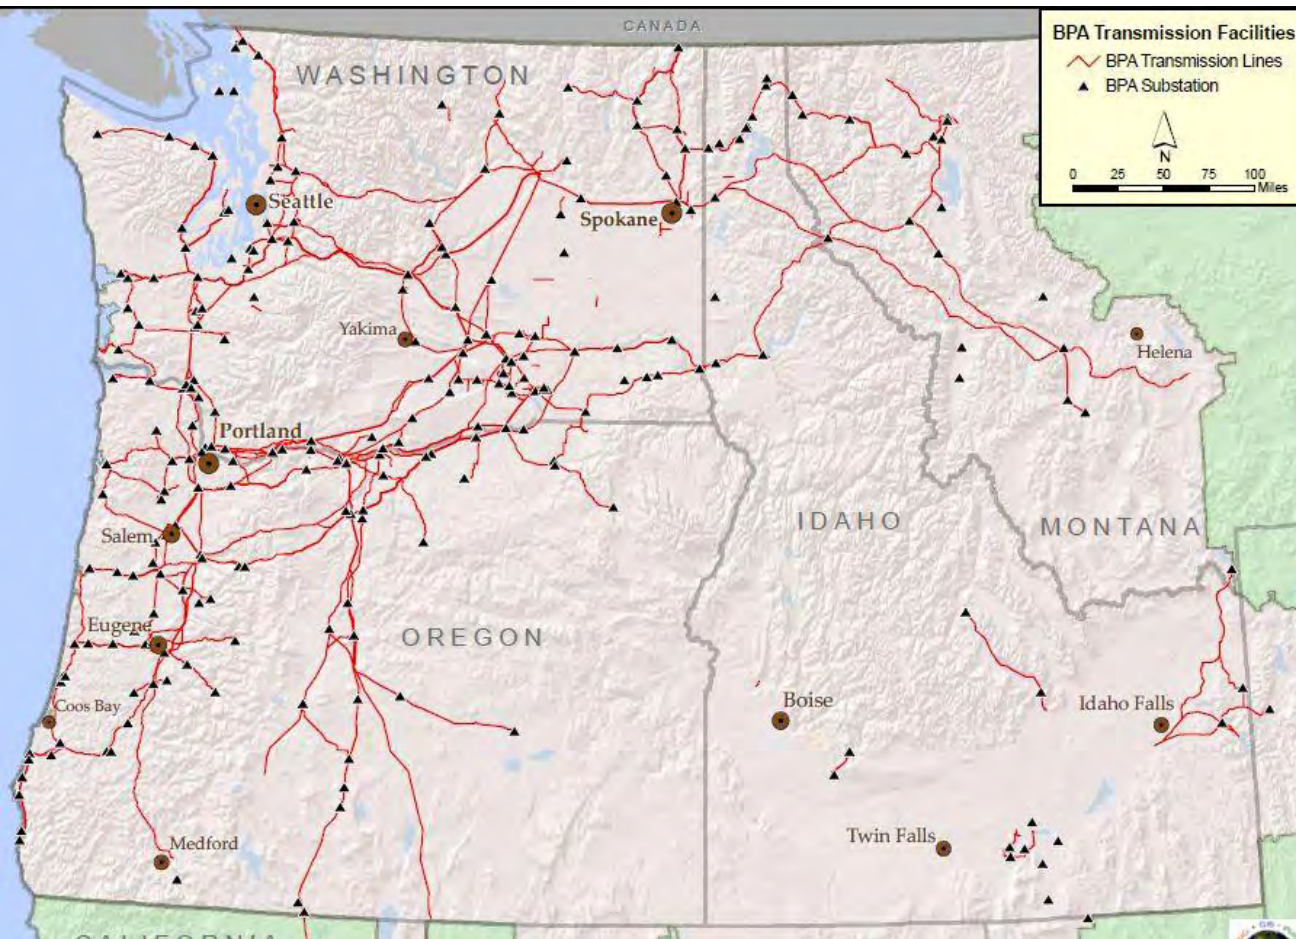 CANADA
BPA Transmission Facilities
BPA Transmission Lines
BPA Substation
N
0 25 50 75 100
Miles
WASHINGTON
Seattle
Spokane
Yakima
Helena
Portland
Salem
IDAHO
MONTANA
Eugene
OREGON
Coos Bay
Boise
Idaho Falls
Medford
Twin Falls
CALIFORNIA